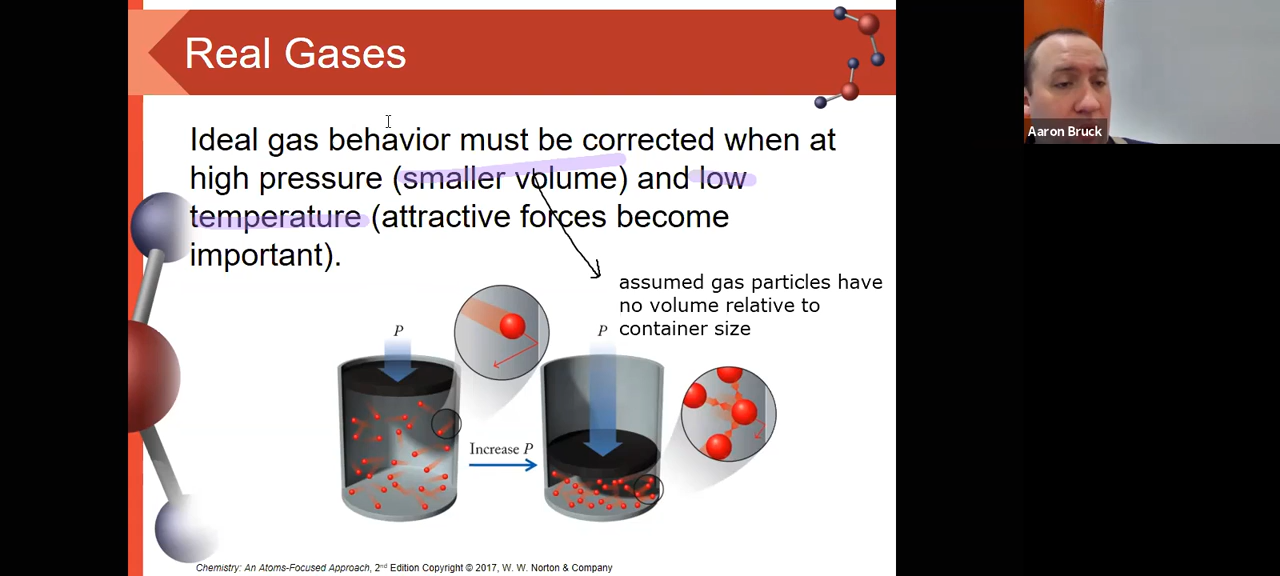 Real Gases
Aaron Bruck
Ideal gas behavior must be corrected when at
high pressure (smaller volume) and low
temperature (attractive forces become
important).
assumed gas particles have
no volume relative to
container size
P
P
Increase P
Chemistry: An Atoms-Focused Approach, 2nd Edition Copyright © 2017, W. W. Norton & Company